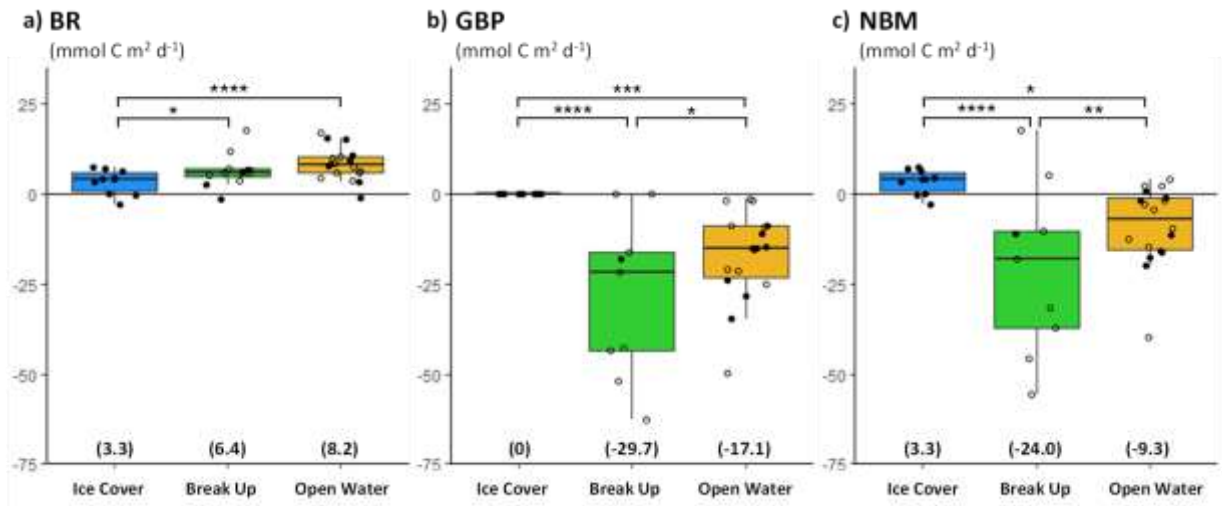 a) BR
(mmol C m² d⁻¹)
25
0
-25
-50
-75
****
*
(3.3) (6.4) (8.2)
Ice Cover Break Up Open Water
b) GBP
(mmol C m² d⁻¹)
25
0
-25
-50
-75
***
**** *
(0) (-29.7) (-17.1)
Ice Cover Break Up Open Water
c) NBM
(mmol C m² d⁻¹)
25
0
-25
-50
-75
*
**** **
(3.3) (-24.0) (-9.3)
Ice Cover Break Up Open Water